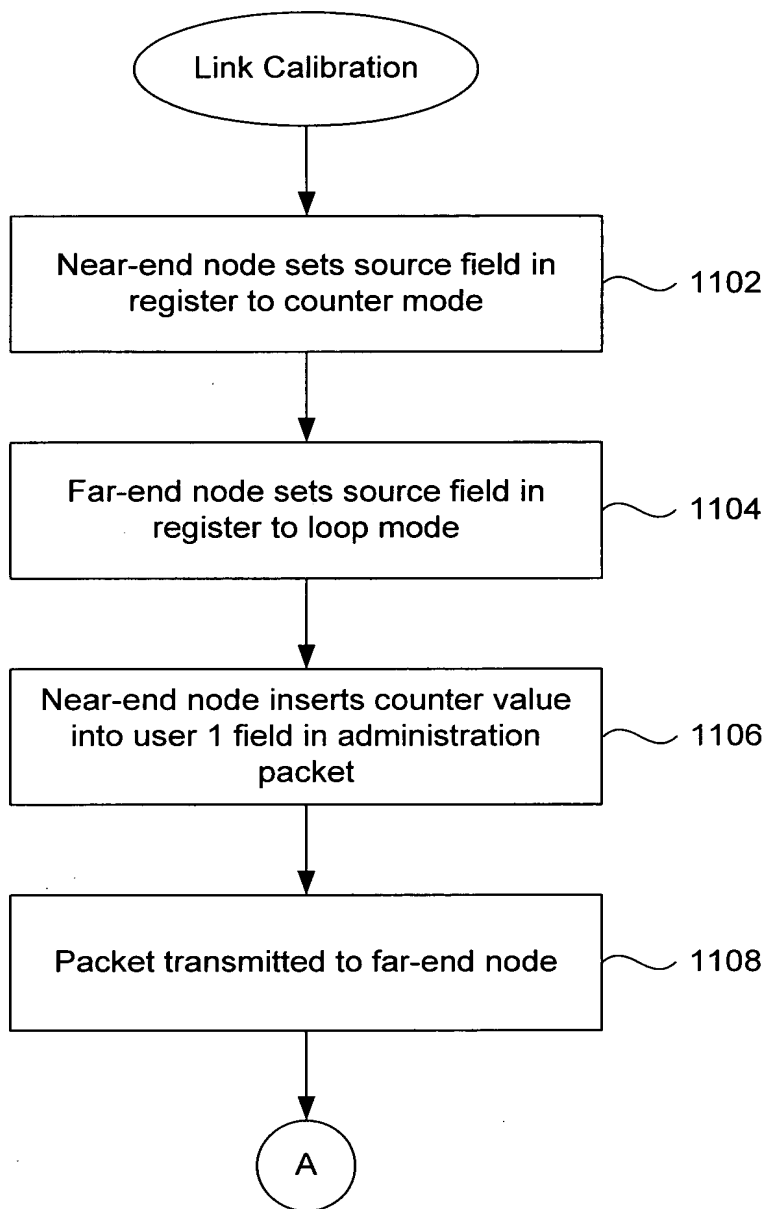 Link Calibration
Near-end node sets source field in
register to counter mode
1102
Far-end node sets source field in
register to loop mode
1104
Near-end node inserts counter value
into user 1 field in administration
packet
1106
Packet transmitted to far-end node
1108
A